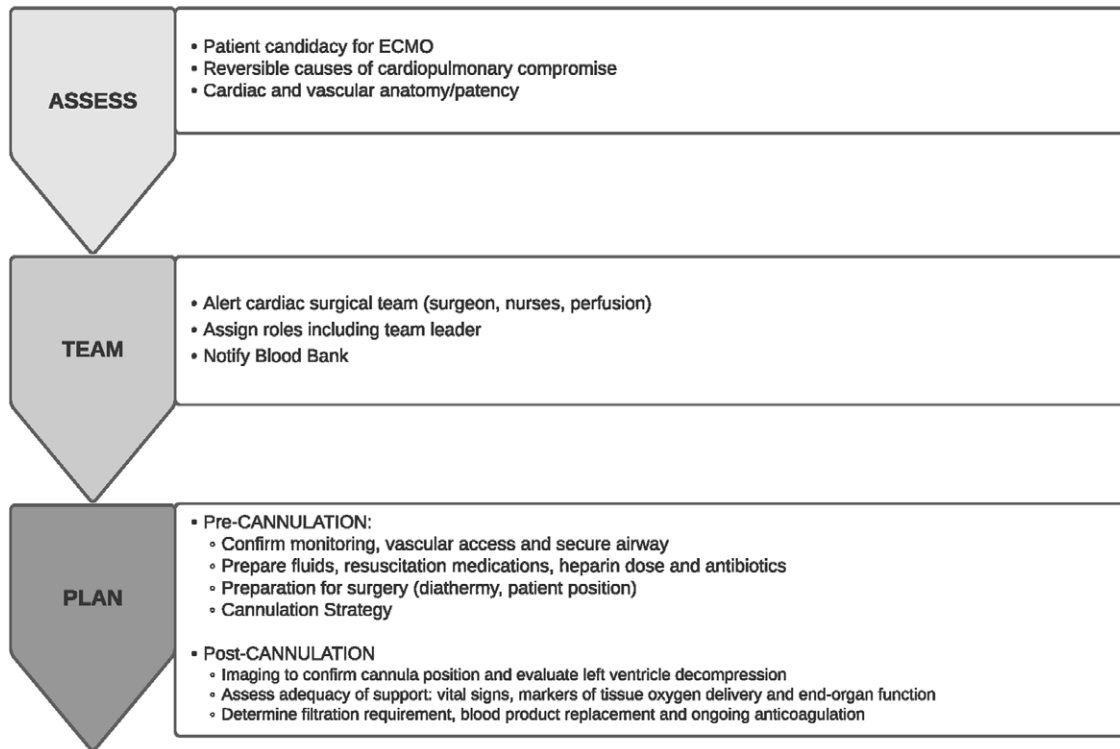 ASSESS
• Patient candidacy for ECMO
• Reversible causes of cardiopulmonary compromise
• Cardiac and vascular anatomy/patency
TEAM
• Alert cardiac surgical team (surgeon, nurses, perfusion)
• Assign roles including team leader
• Notify Blood Bank
PLAN
• Pre-CANNULATION:
∘ Confirm monitoring, vascular access and secure airway
∘ Prepare fluids, resuscitation medications, heparin dose and antibiotics
∘ Preparation for surgery (diathermy, patient position)
∘ Cannulation Strategy
• Post-CANNULATION
∘ Imaging to confirm cannula position and evaluate left ventricle decompression
∘ Assess adequacy of support: vital signs, markers of tissue oxygen delivery and end-organ function
∘ Determine filtration requirement, blood product replacement and ongoing anticoagulation